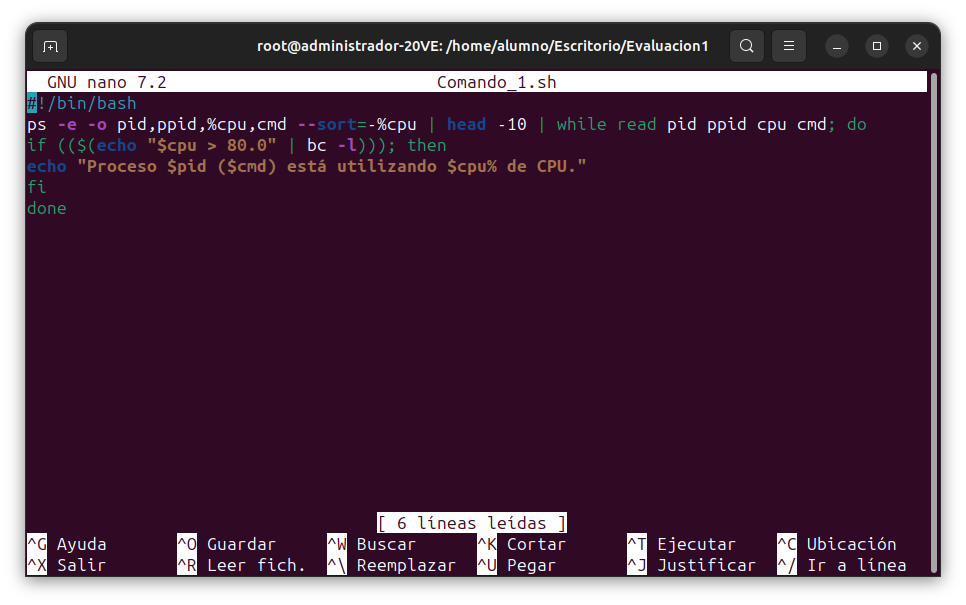 root@administrador-20VE: /home/alumno/Escritorio/Evaluacion1
GNU nano 7.2 Comando_1.sh
#!/bin/bash
ps -e -o pid,ppid,%cpu,cmd --sort=-%cpu | head -10 | while read pid ppid cpu cmd; do
if (($(echo "$cpu > 80.0" | bc -l))); then
echo "Proceso $pid ($cmd) está utilizando $cpu% de CPU."
fi
done
[ 6 líneas leídas ]
^G Ayuda ^O Guardar ^W Buscar ^K Cortar ^T Ejecutar ^C Ubicación
^X Salir ^R Leer fich. ^\ Reemplazar ^U Pegar ^J Justificar ^/ Ir a línea